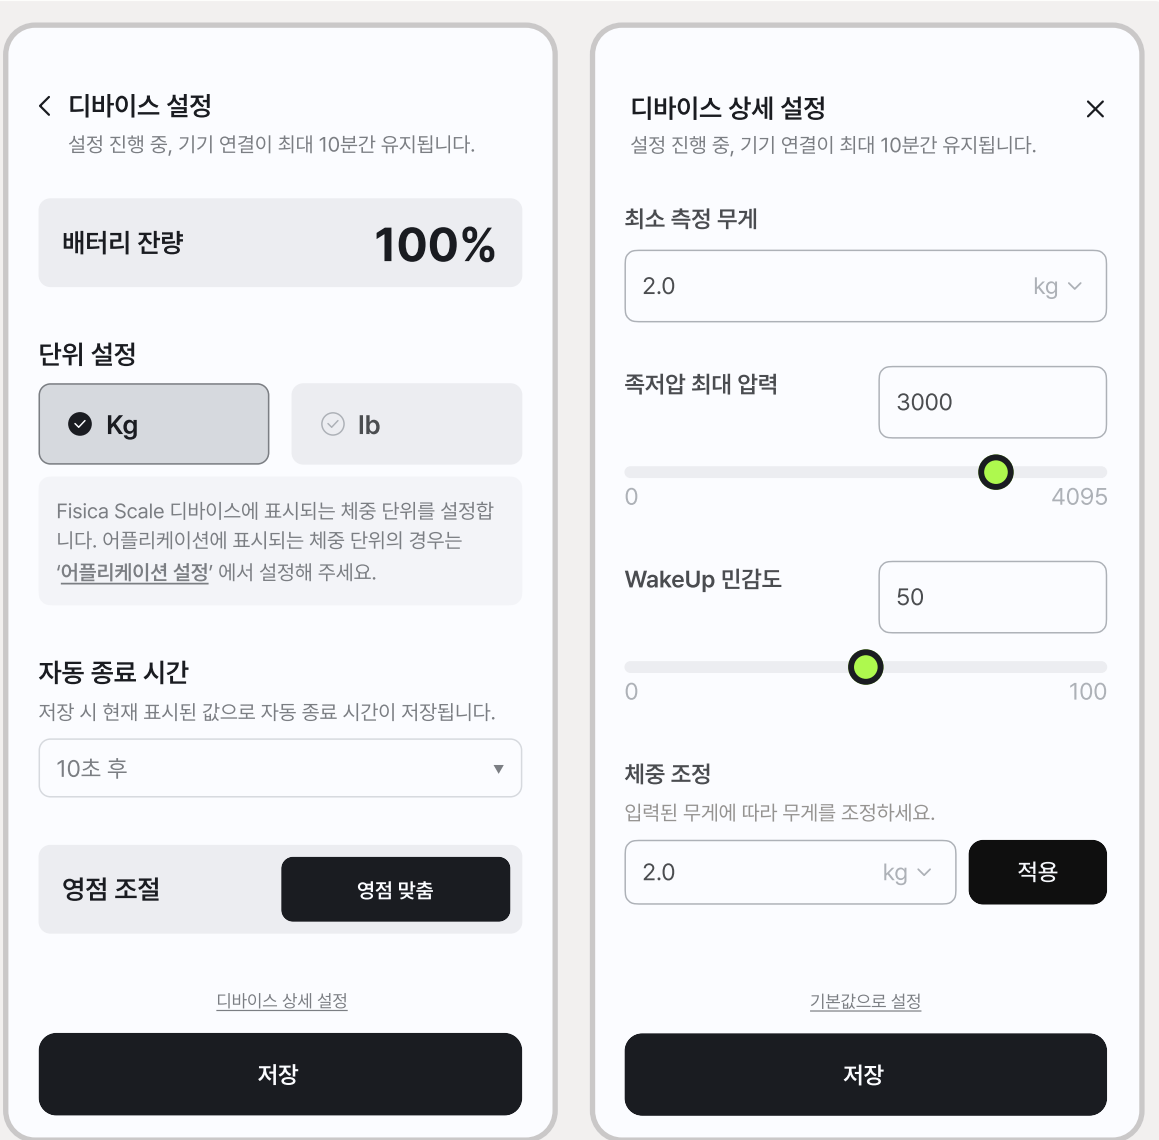 디바이스 설정
설정 진행 중, 기기 연결이 최대 10분간 유지됩니다.
배터리 잔량
100%
단위 설정
Kg
lb
Fisica Scale 디바이스에 표시되는 체중 단위를 설정합
니다. 어플리케이션에 표시되는 체중 단위의 경우는
‘어플리케이션 설정’ 에서 설정해 주세요.
자동 종료 시간
저장 시 현재 표시된 값으로 자동 종료 시간이 저장됩니다.
10초 후
영점 조절
영점 맞춤
디바이스 상세 설정
저장
디바이스 상세 설정
설정 진행 중, 기기 연결이 최대 10분간 유지됩니다.
최소 측정 무게
2.0
kg
족저압 최대 압력
3000
0
4095
WakeUp 민감도
50
0
100
체중 조정
입력된 무게에 따라 무게를 조정하세요.
2.0
kg
적용
기본값으로 설정
저장